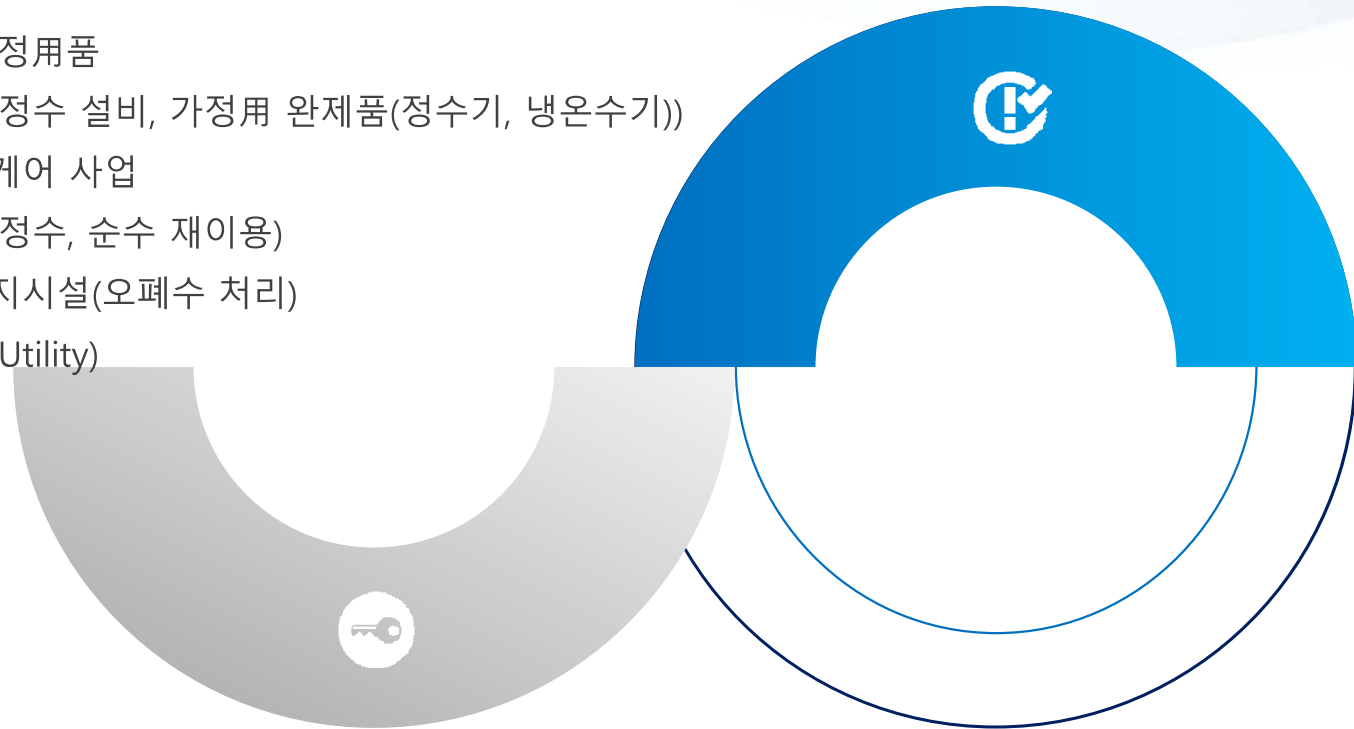 정用품
정수 설비, 가정用 완제품(정수기, 냉온수기))
케어 사업
정수, 순수 재이용)
지시설(오폐수 처리)
Utility)